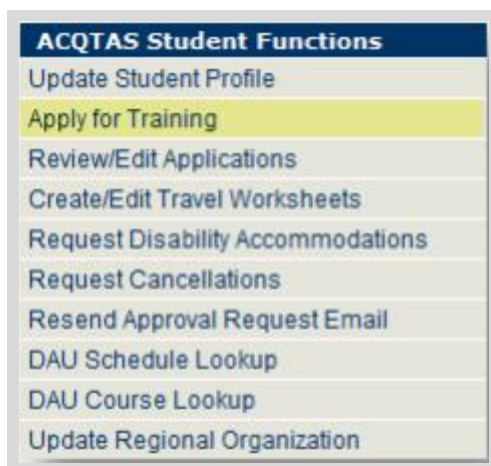 ACQTAS Student Functions
Update Student Profile
Apply for Training
Review/Edit Applications
Create/Edit Travel Worksheets
Request Disability Accommodations
Request Cancellations
Resend Approval Request Email
DAU Schedule Lookup
DAU Course Lookup
Update Regional Organization